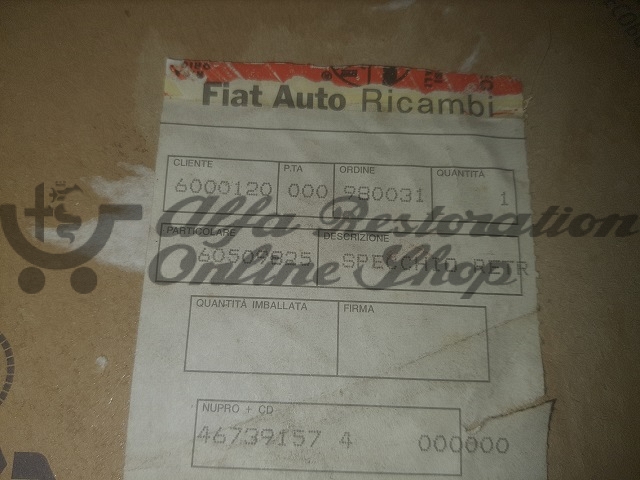 Fiat Auto Ricambi
CLIENTE P.TA ORDINE QUANTITÀ
6000120 000 980031 1
Alfa Restoration
PARTICOLARE DESCRIZIONE
60509825 SPECCHIO RETR
Online Shop
QUANTITÀ IMBALLATA FIRMA
NUPRO + CD
46739157 4 000000